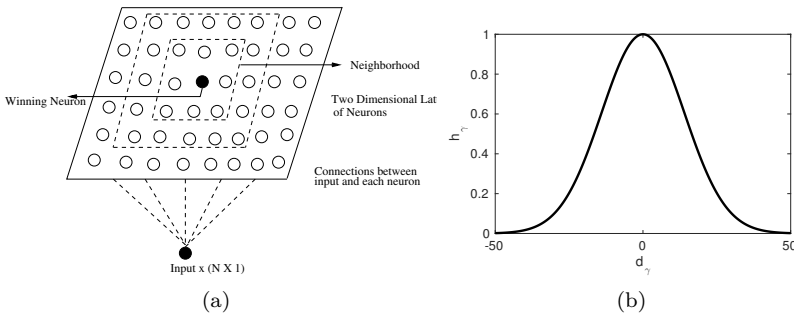 Winning Neuron
Neighborhood
Two Dimensional Lat
of Neurons
Connections between
input and each neuron
Input x (N X 1)
(a)
1
0.8
0.6
0.4
0.2
0
h γ
-50
0
50
d γ
(b)